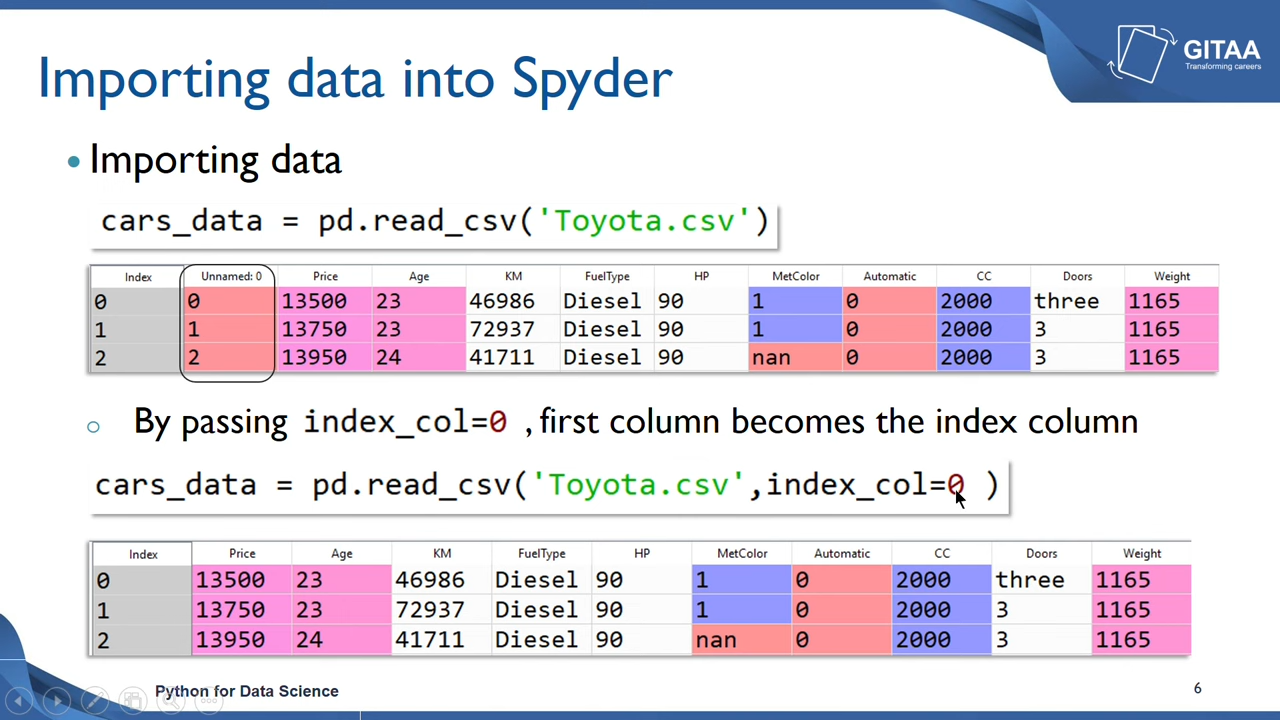 GITAA
Transforming careers
Importing data into Spyder
• Importing data
cars_data = pd.read_csv('Toyota.csv')
Index Unnamed: 0 Price Age KM FuelType HP MetColor Automatic CC Doors Weight
0 0 13500 23 46986 Diesel 90 1 0 2000 three 1165
1 1 13750 23 72937 Diesel 90 1 0 2000 3 1165
2 2 13950 24 41711 Diesel 90 nan 0 2000 3 1165
By passing index_col=0 , first column becomes the index column
cars_data = pd.read_csv('Toyota.csv',index_col=0 )
Index Price Age KM FuelType HP MetColor Automatic CC Doors Weight
0 13500 23 46986 Diesel 90 1 0 2000 three 1165
1 13750 23 72937 Diesel 90 1 0 2000 3 1165
2 13950 24 41711 Diesel 90 nan 0 2000 3 1165
Python for Data Science
6